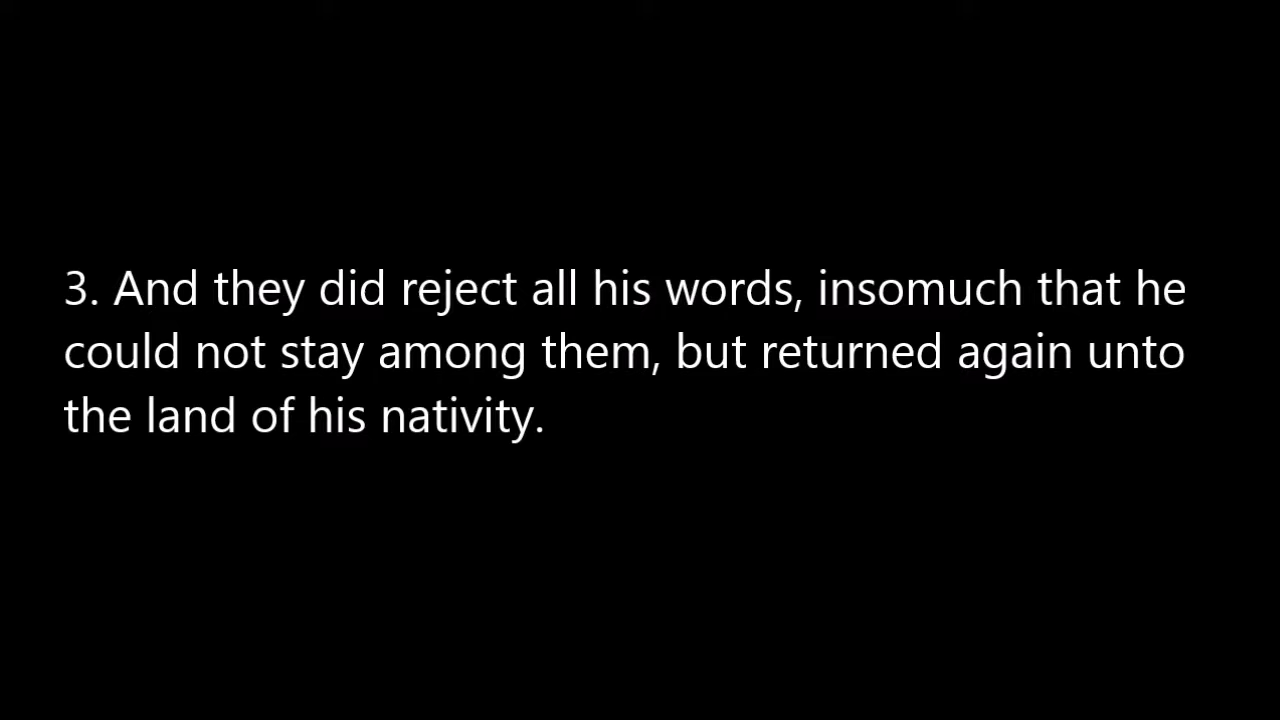 3. And they did reject all his words, insomuch that he
could not stay among them, but returned again unto
the land of his nativity.